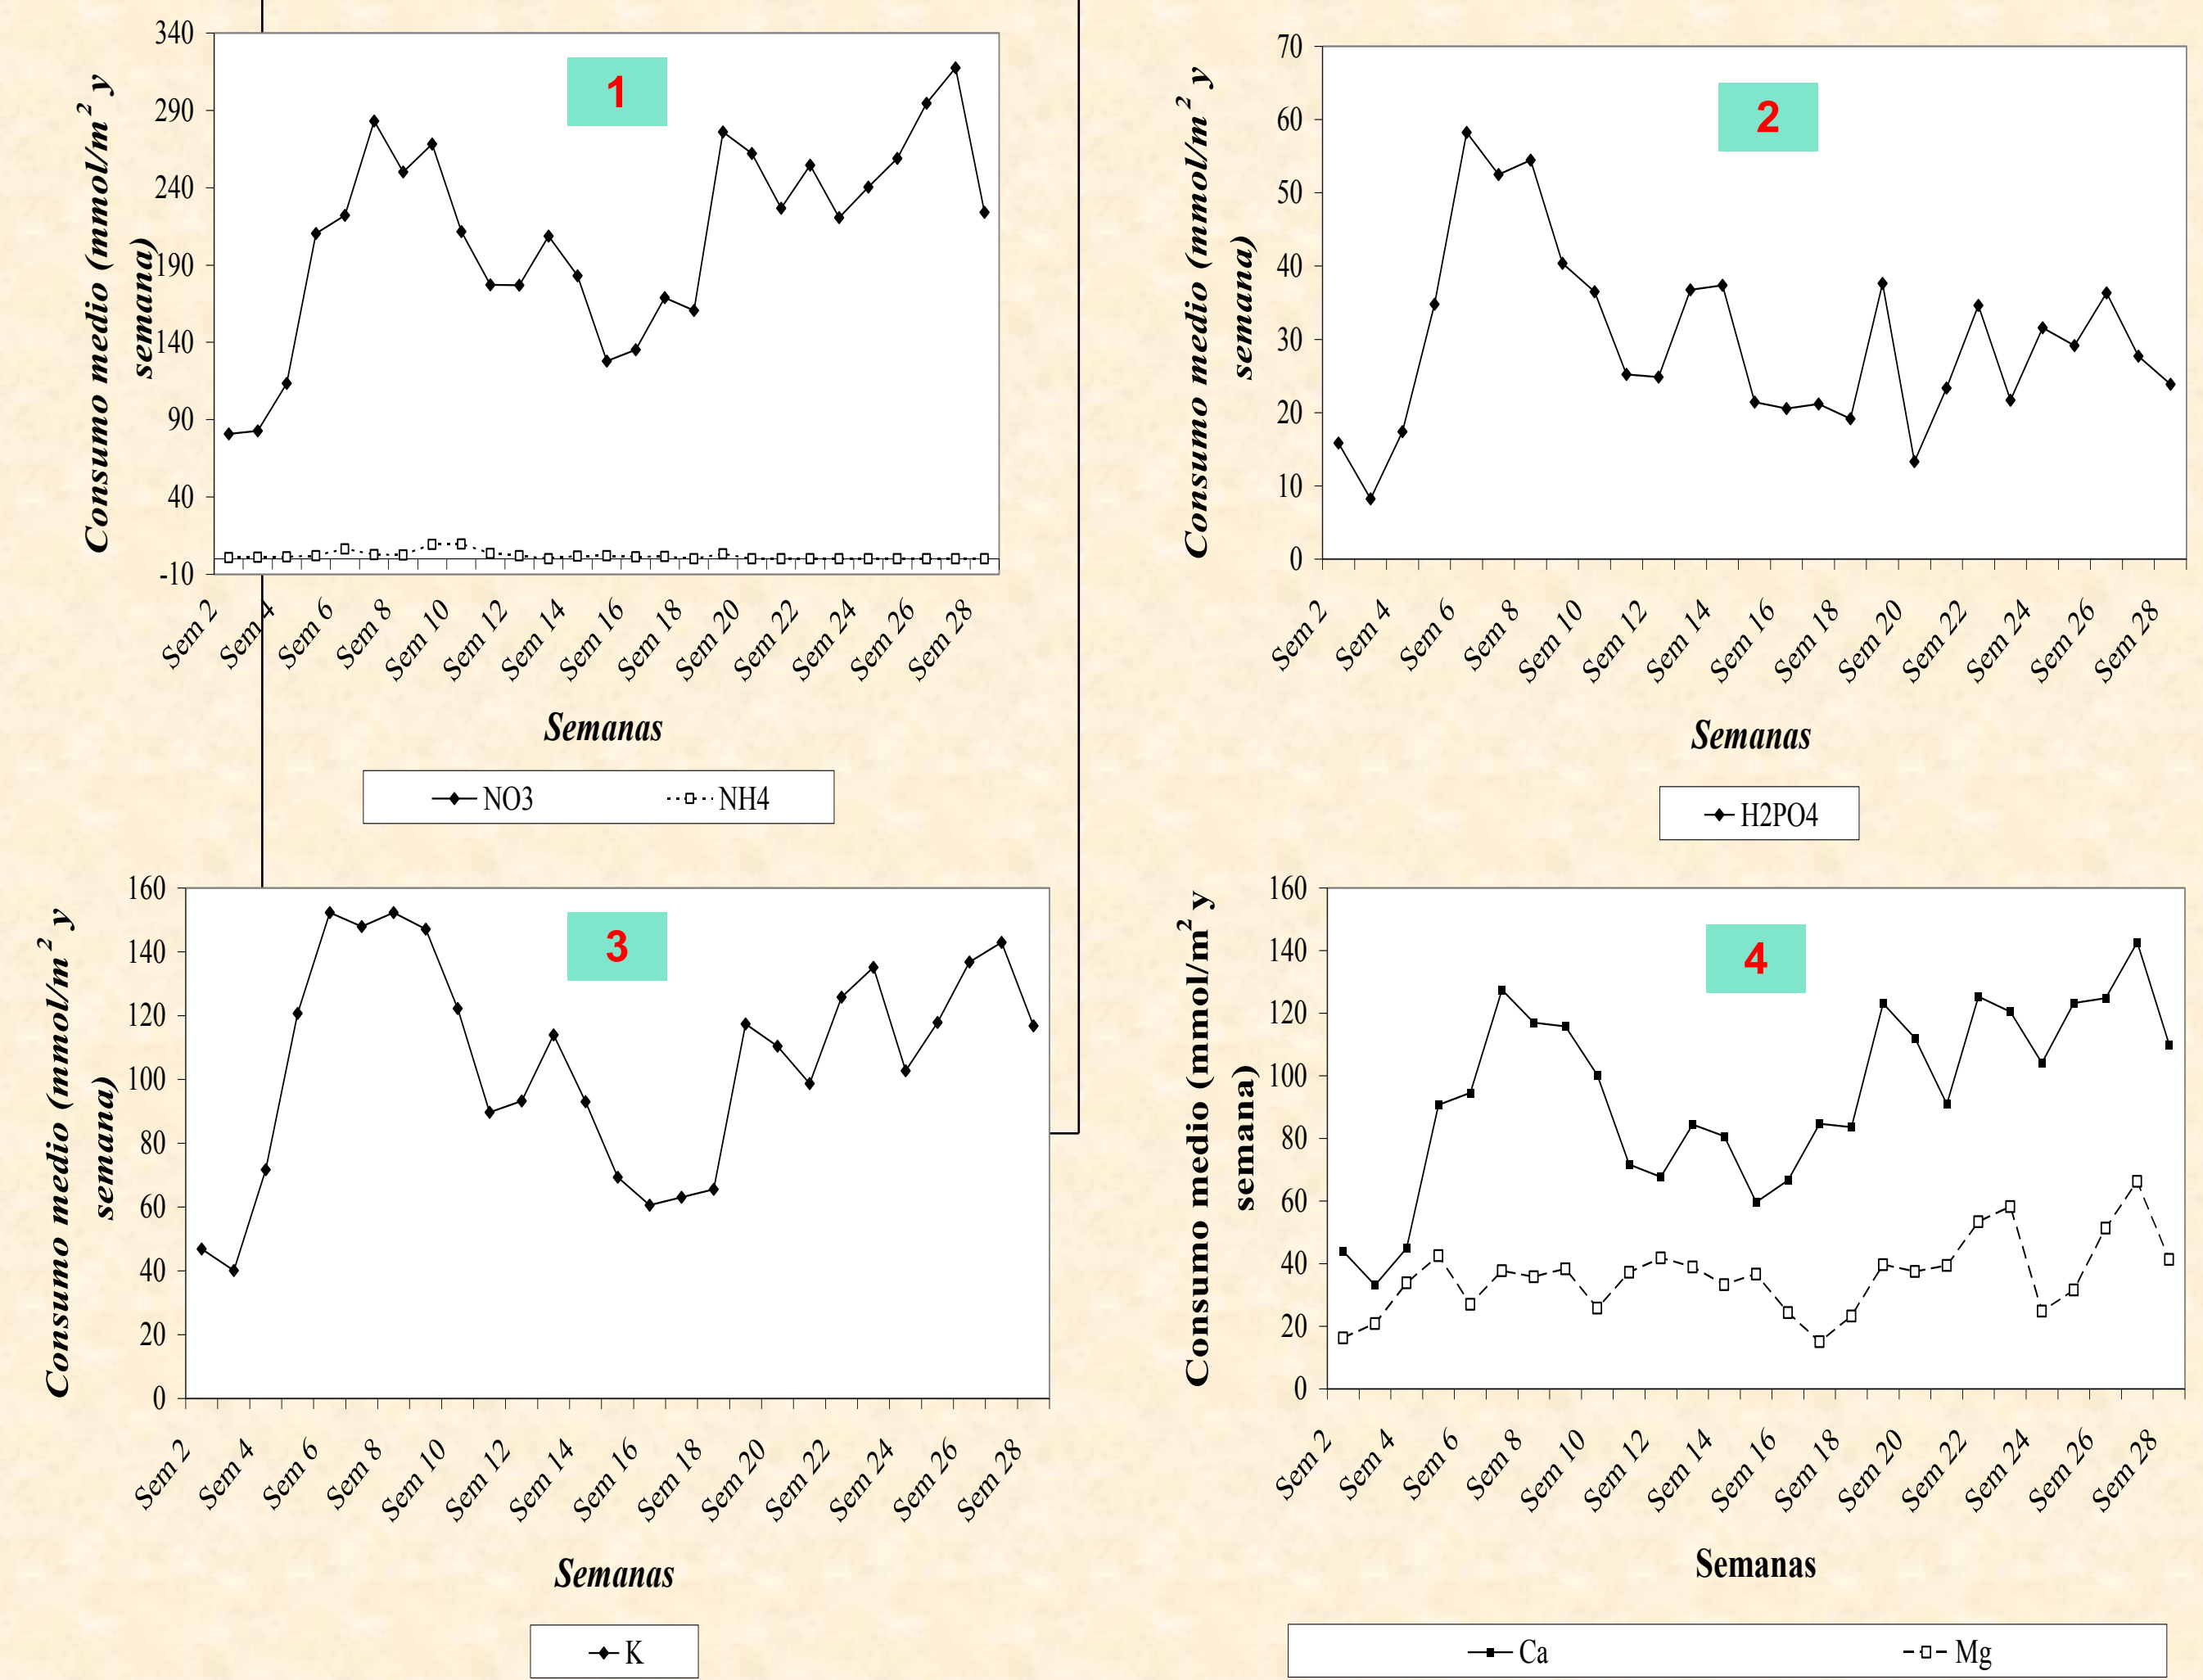 1
Consumo medio (mmol/m² y
semana)
340
290
240
190
140
90
40
-10
Sem 2
Sem 4
Sem 6
Sem 8
Sem 10
Sem 12
Sem 14
Sem 16
Sem 18
Sem 20
Sem 22
Sem 24
Sem 26
Sem 28
Semanas
NO3
NH4
2
Consumo medio (mmol/m² y
semana)
70
60
50
40
30
20
10
0
Sem 2
Sem 4
Sem 6
Sem 8
Sem 10
Sem 12
Sem 14
Sem 16
Sem 18
Sem 20
Sem 22
Sem 24
Sem 26
Sem 28
Semanas
H2PO4
3
Consumo medio (mmol/m² y
semana)
160
140
120
100
80
60
40
20
0
Sem 2
Sem 4
Sem 6
Sem 8
Sem 10
Sem 12
Sem 14
Sem 16
Sem 18
Sem 20
Sem 22
Sem 24
Sem 26
Sem 28
Semanas
K
4
Consumo medio (mmol/m² y
semana)
160
140
120
100
80
60
40
20
0
Sem 2
Sem 4
Sem 6
Sem 8
Sem 10
Sem 12
Sem 14
Sem 16
Sem 18
Sem 20
Sem 22
Sem 24
Sem 26
Sem 28
Semanas
Ca
Mg